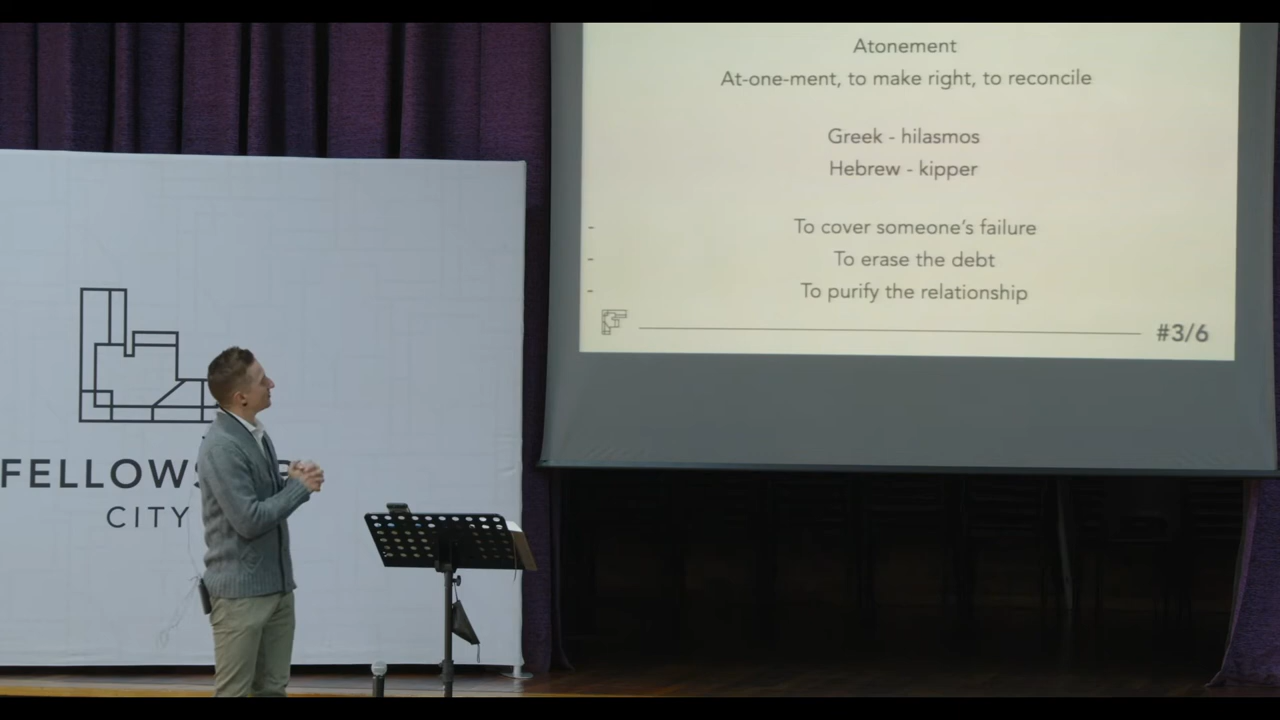 Atonement
At-one-ment, to make right, to reconcile
Greek - hilasmos
Hebrew - kipper
- To cover someone's failure
- To erase the debt
- To purify the relationship
#3/6
CITY